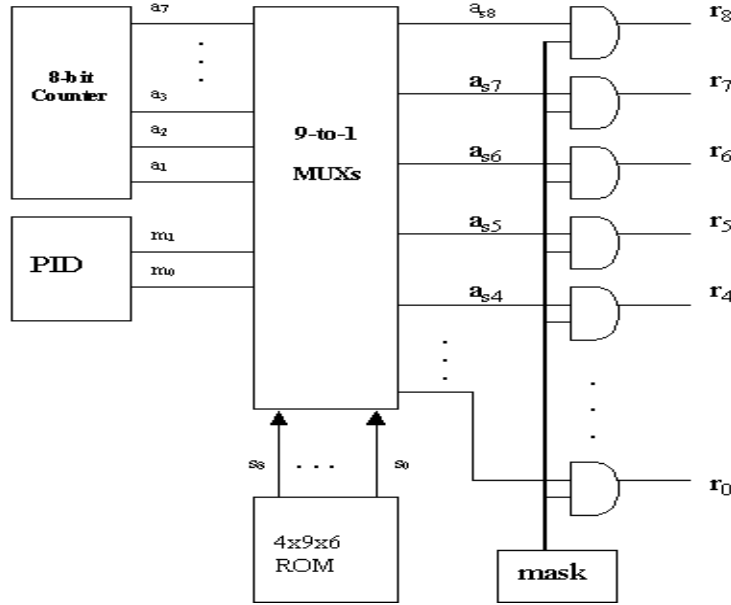 a7
8-bit
Counter
a3
a2
a1
PID
m1
m0
9-to-1
MUXs
as8
as7
as6
as5
as4
r8
r7
r6
r5
r4
r0
s8
s0
4x9x6
ROM
mask